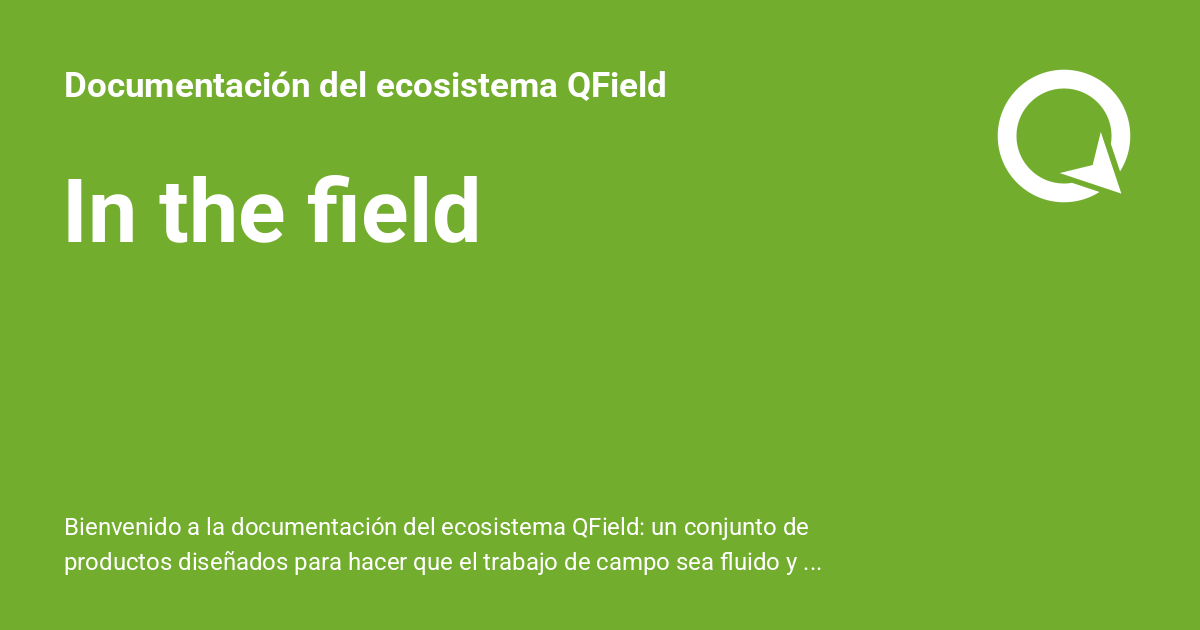 Documentación del ecosistema QField
In the field
Bienvenido a la documentación del ecosistema QField: un conjunto de
productos diseñados para hacer que el trabajo de campo sea fluido y ...